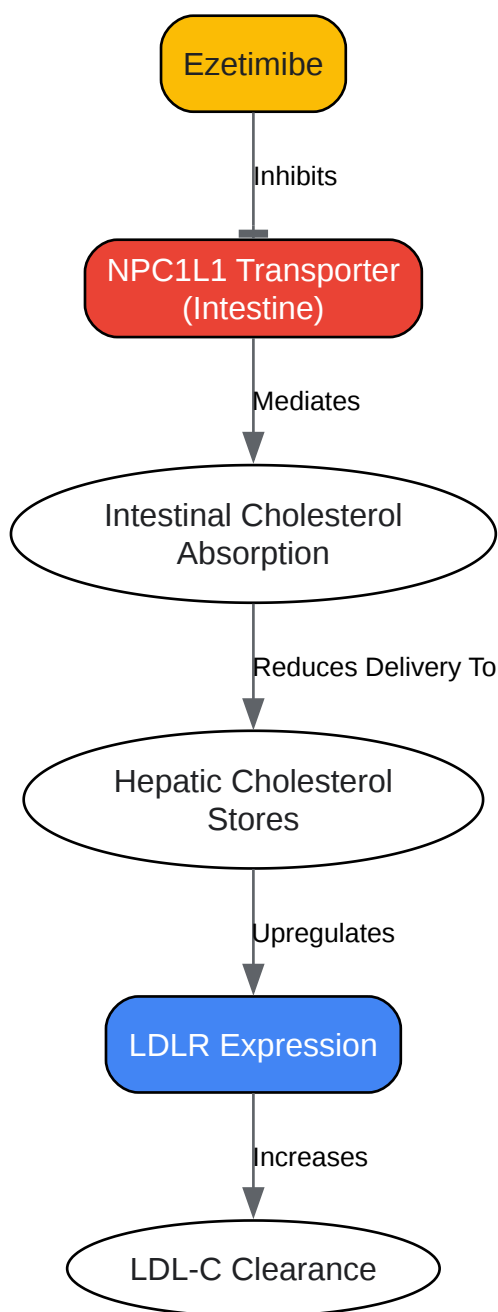 Ezetimibe
Inhibits
NPC1L1 Transporter
(Intestine)
Mediates
Intestinal Cholesterol
Absorption
Reduces Delivery To
Hepatic Cholesterol
Stores
Upregulates
LDLR Expression
Increases
LDL-C Clearance